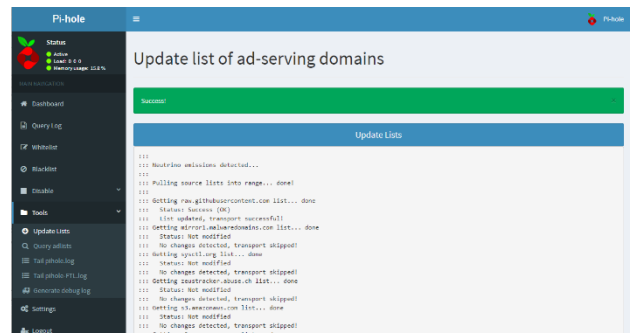 Pi-hole
Pi-hole
Status
Active
Load: 0 0 0
Memory usage: 15.8 %
MAIN NAVIGATION
Dashboard
Query Log
Whitelist
Blacklist
Disable
Tools
Update Lists
Query adlists
Tail pihole.log
Tail pihole-FTL.log
Generate debug log
Settings
Logout
Update list of ad-serving domains
Success!
Update Lists
:::
::: Neutrino emissions detected...
:::
::: Pulling source lists into range... done!
:::
::: Getting raw.githubusercontent.com list... done
:::   Status: Success (OK)
:::   List updated, transport successful!
::: Getting mirror1.malwaredomains.com list... done
:::   Status: Not modified
:::   No changes detected, transport skipped!
::: Getting sysctl.org list... done
:::   Status: Not modified
:::   No changes detected, transport skipped!
::: Getting zeustracker.abuse.ch list... done
:::   Status: Not modified
:::   No changes detected, transport skipped!
::: Getting s3.amazonaws.com list... done
:::   Status: Not modified
:::   No changes detected, transport skipped!